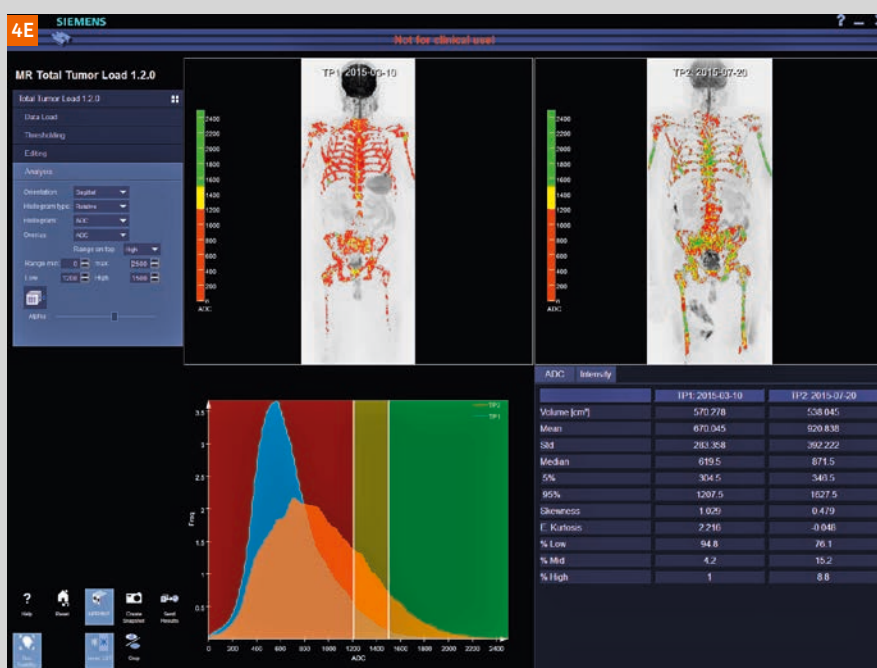 4E
SIEMENS
Not for clinical use!
MR Total Tumor Load 1.2.0
Total Tumor Load 1.2.0
Data Load
Thresholding
Editing
Analysis
Orientation: Sagittal
Histogram type: Relative
Histogram: ADC
Overlay: ADC
Range on top: High
Range min: 0 max: 2500
Low 1200 High 1500
Alpha
TP1: 2015-03-10
2400
2200
2000
1800
1600
1400
1200
1000
800
600
400
200
0
ADC
TP2: 2015-07-20
2400
2200
2000
1800
1600
1400
1200
1000
800
600
400
200
0
ADC
TP2
TP1
3.5
3
2.5
2
1.5
1
0.5
Freq
0 200 400 600 800 1000 1200 1400 1600 1800 2000 2200 2400
ADC
ADC Intensity
TP1: 2015-03-10 TP2: 2015-07-20
Volume [cm³] 570.278 538.045
Mean 670.045 920.838
Std 283.358 392.222
Median 619.5 871.5
5% 304.5 346.5
95% 1207.5 1627.5
Skewness 1.029 0.479
E. Kurtosis 2.216 -0.048
% Low 94.8 76.1
% Mid 4.2 15.2
% High 1 8.8
Help Reset Create Snapshot Send Results